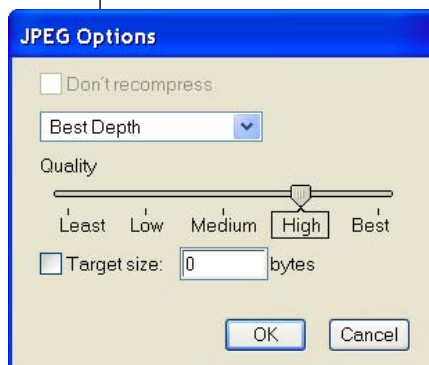 JPEG Options
Don't recompress
Best Depth
Quality
Least Low Medium High Best
Target size: 0 bytes
OK Cancel